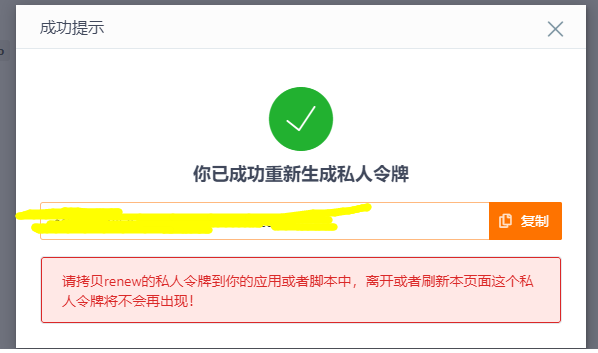 成功提示
你已成功重新生成私人令牌
复制
请拷贝renew的私人令牌到你的应用或者脚本中，离开或者刷新本页面这个私
人令牌将不会再出现！